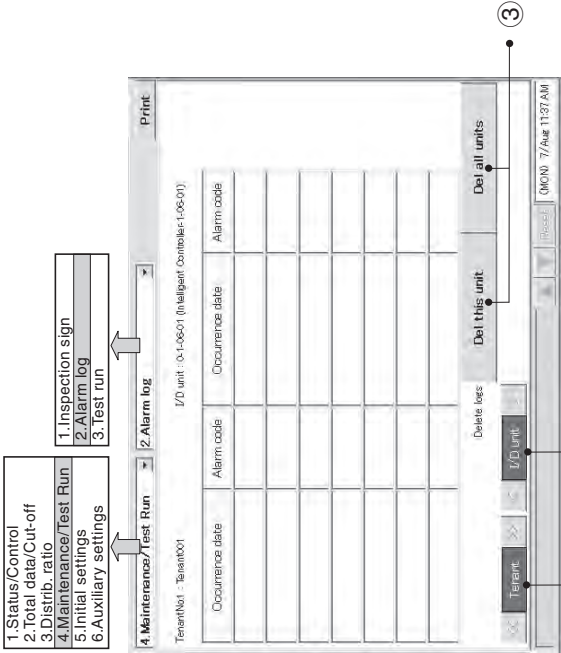 1.Status/Control
2.Total data/Cut-off
3.Distrib. ratio
4.Maintenance/Test Run
5.Initial settings
6.Auxiliary settings
1.Inspection sign
2.Alarm log
3.Test run
4.Maintenance/Test Run
2.Alarm log
Print
TenantNo1 : Tenant001
I/D unit : 0-1-06-01 (Inteligent Controller-1-06-01)
Occurrence date
Alarm code
Occurrence date
Alarm code
Delete logs
Del this unit
Del all units
<<
Tenant
>>
<
I/D unit
Reset
(MON) 7/Aug 11:37 AM
③